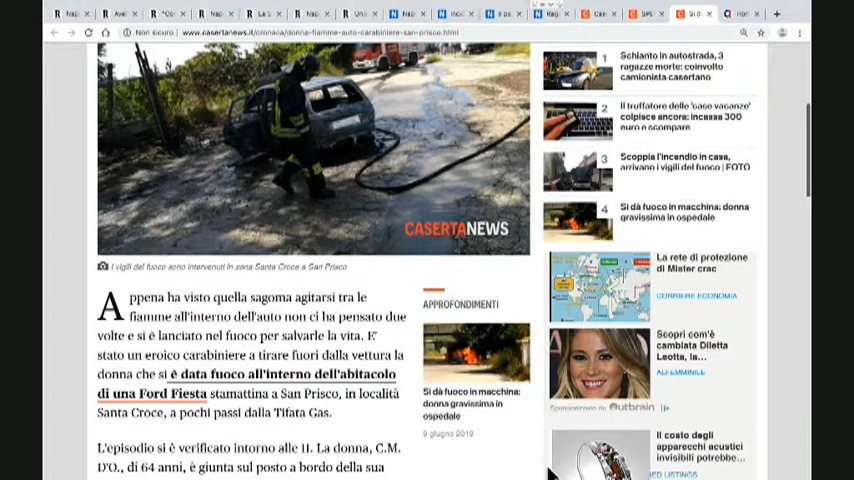 Non sicuro | www.casertanews.it/cronaca/donna-fiamme-auto-carabiniere-san-prisco.html
CASERTANEWS
I vigili del fuoco sono intervenuti in zona Santa Croce a San Prisco
Appena ha visto quella sagoma agitarsi tra le
fiamme all'interno dell'auto non ci ha pensato due
volte e si è lanciato nel fuoco per salvarle la vita. E'
stato un eroico carabiniere a tirare fuori dalla vettura la
donna che si è data fuoco all'interno dell'abitacolo
di una Ford Fiesta stamattina a San Prisco, in località
Santa Croce, a pochi passi dalla Tifata Gas.
L'episodio si è verificato intorno alle 11. La donna, C.M.
D'O., di 64 anni, è giunta sul posto a bordo della sua
APPROFONDIMENTI
Si dà fuoco in macchina:
donna gravissima in
ospedale
9 giugno 2019
1
Schianto in autostrada, 3
ragazze morte: coinvolto
camionista casertano
2
Il truffatore delle 'case vacanze'
colpisce ancora: incassa 300
euro e scompare
3
Scoppia l'incendio in casa,
arrivano i vigili del fuoco | FOTO
4
Si dà fuoco in macchina: donna
gravissima in ospedale
La rete di protezione
di Mister crac
CORRIERE ECONOMIA
Scopri com'è
cambiata Diletta
Leotta, la...
ALFEMMINILE
Sponsorizzato da Outbrain
Il costo degli
apparecchi acustici
invisibili potrebbe...
ED LISTINGS